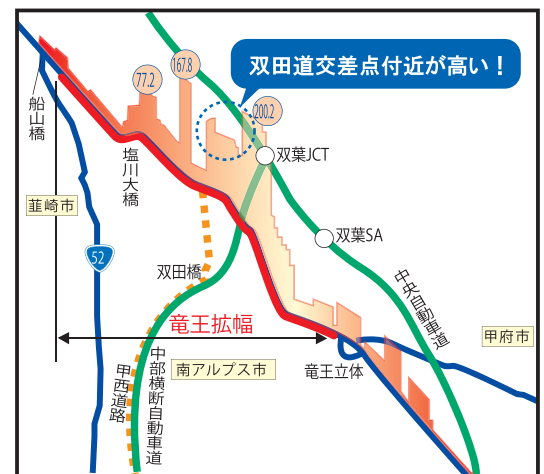 双田道交差点付近が高い！
77.2
167.8
200.2
船山橋
塩川大橋
双葉JCT
韮崎市
双葉SA
52
双田橋
中央自動車道
竜王拡幅
甲府市
竜王立体
南アルプス市
甲西道路
中部横断自動車道